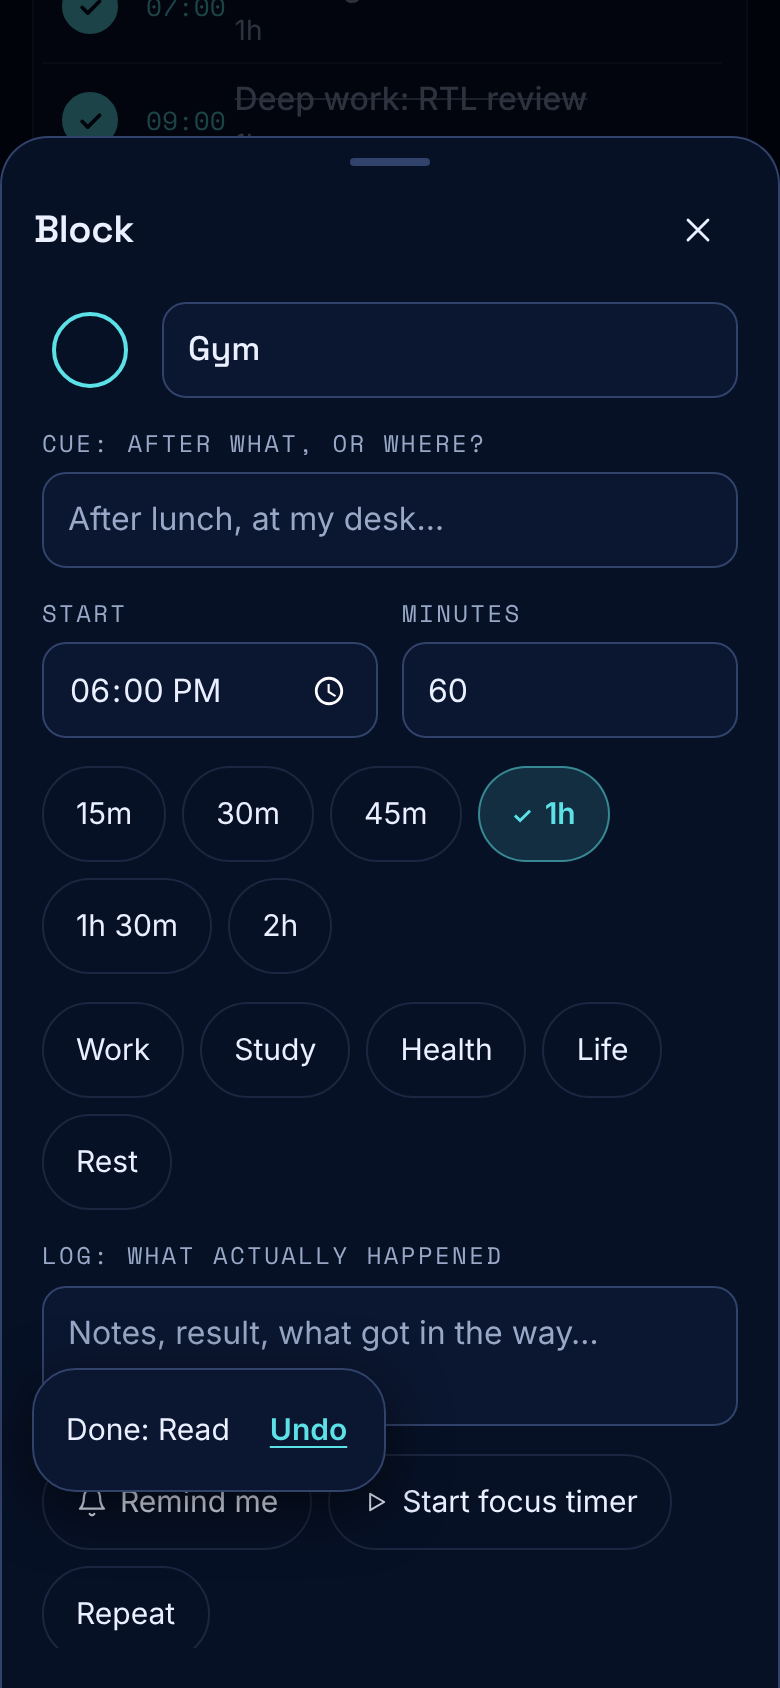 07:00
1h
Deep work: RTL review
09:00
Block
Gym
CUE: AFTER WHAT, OR WHERE?
After lunch, at my desk...
START MINUTES
06:00 PM 60
15m 30m 45m 1h
1h 30m 2h
Work Study Health Life
Rest
LOG: WHAT ACTUALLY HAPPENED
Notes, result, what got in the way...
Done: Read Undo
Remind me Start focus timer
Repeat